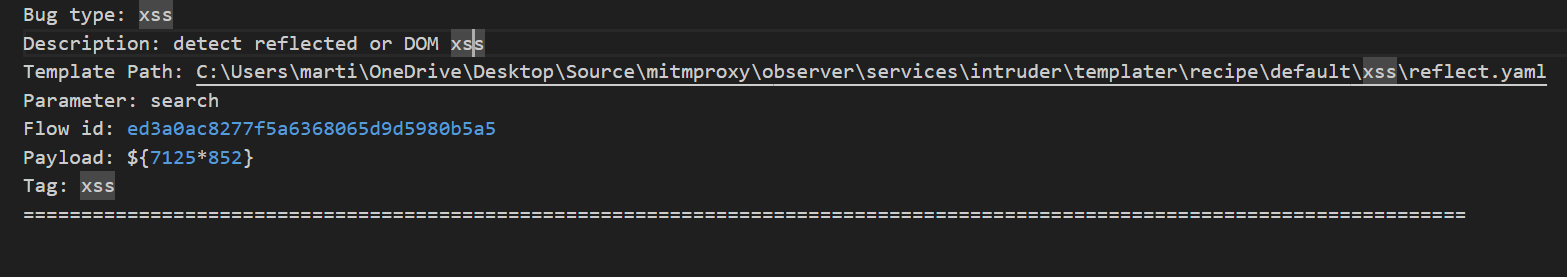 Bug type: xss
Description: detect reflected or DOM xss
Template Path: C:\Users\marti\OneDrive\Desktop\Source\mitmproxy\observer\services\intruder\templater\recipe\default\xss\reflect.yaml
Parameter: search
Flow id: ed3a0ac8277f5a6368065d9d5980b5a5
Payload: ${7125*852}
Tag: xss
=============================================================================================================================